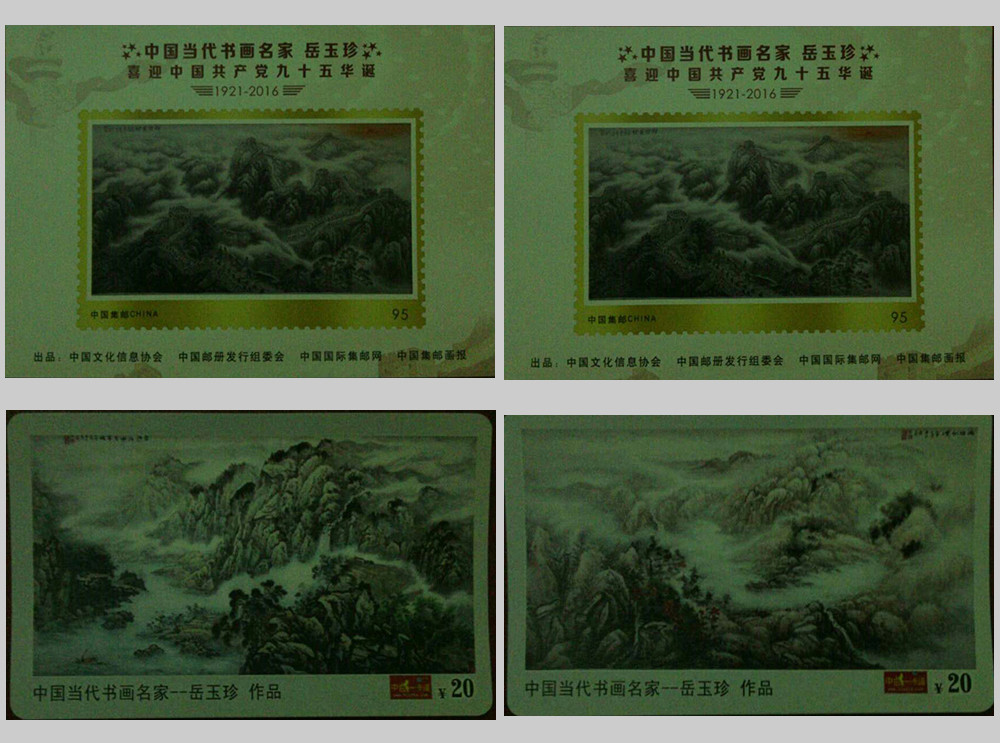 中国当代书画名家 岳玉珍
喜迎中国共产党九十五华诞
1921-2016
中国集邮CHINA
95
出品：中国文化信息协会 中国邮册发行组委会 中国国际集邮网 中国集邮画报
中国当代书画名家 岳玉珍
喜迎中国共产党九十五华诞
1921-2016
中国集邮CHINA
95
出品：中国文化信息协会 中国邮册发行组委会 中国国际集邮网 中国集邮画报
中国当代书画名家--岳玉珍 作品
¥20
中国当代书画名家--岳玉珍 作品
¥20